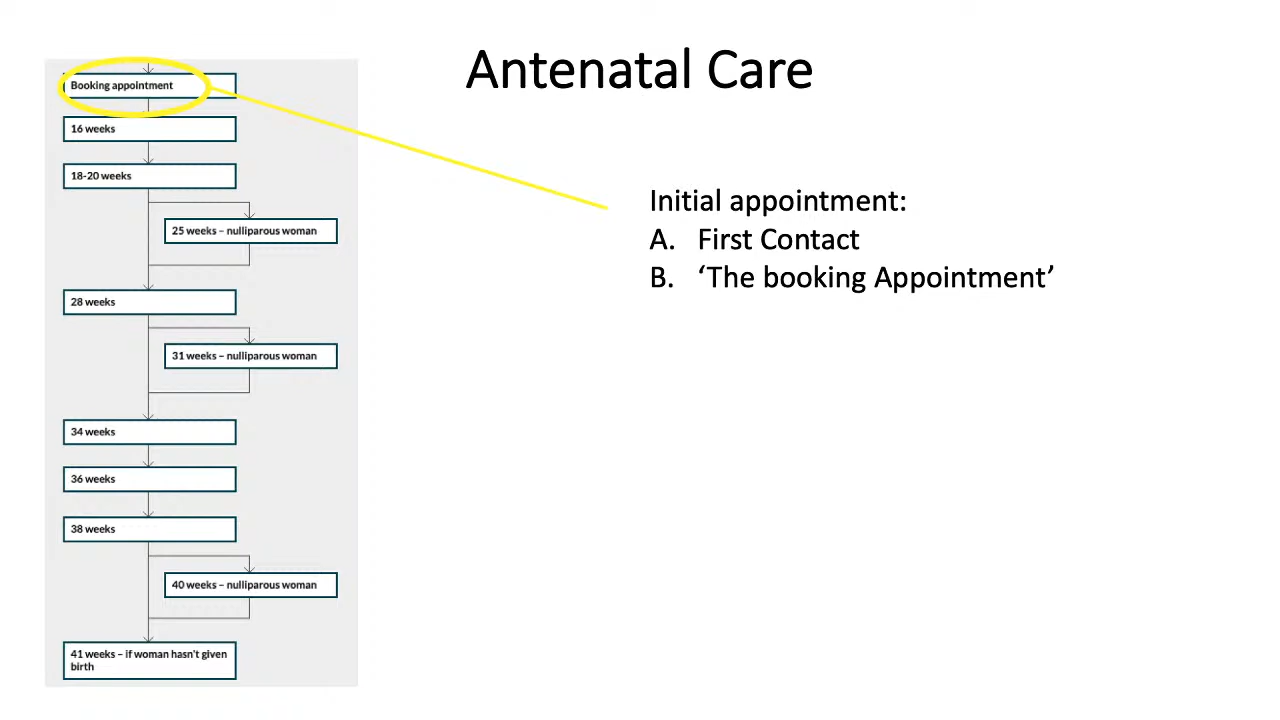 Antenatal Care
Booking appointment
16 weeks
18-20 weeks
25 weeks – nulliparous woman
28 weeks
31 weeks – nulliparous woman
34 weeks
36 weeks
38 weeks
40 weeks – nulliparous woman
41 weeks – if woman hasn't given
birth
Initial appointment:
A. First Contact
B. ‘The booking Appointment’